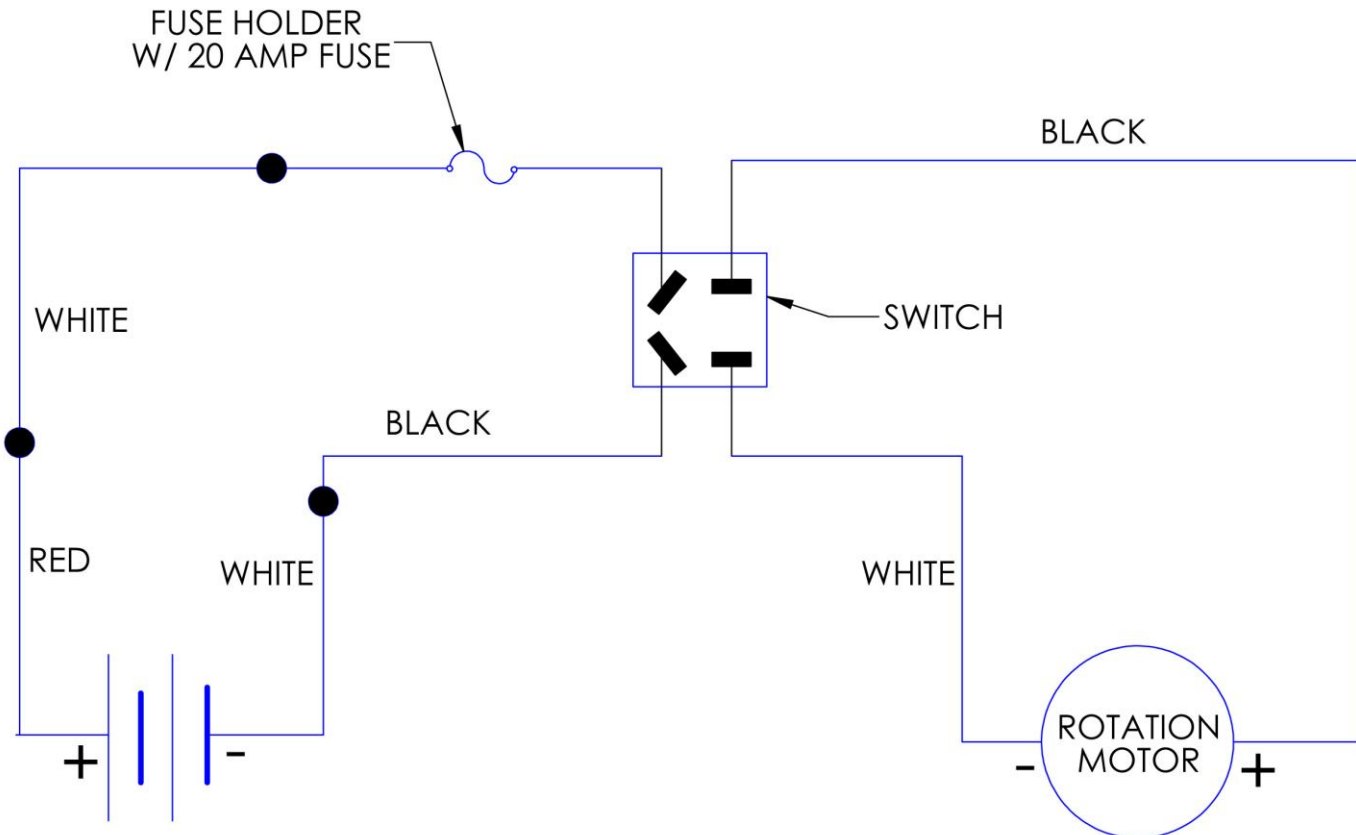 FUSE HOLDER
W/ 20 AMP FUSE
BLACK
WHITE
SWITCH
BLACK
RED
WHITE
WHITE
ROTATION
MOTOR
+
-
-
+